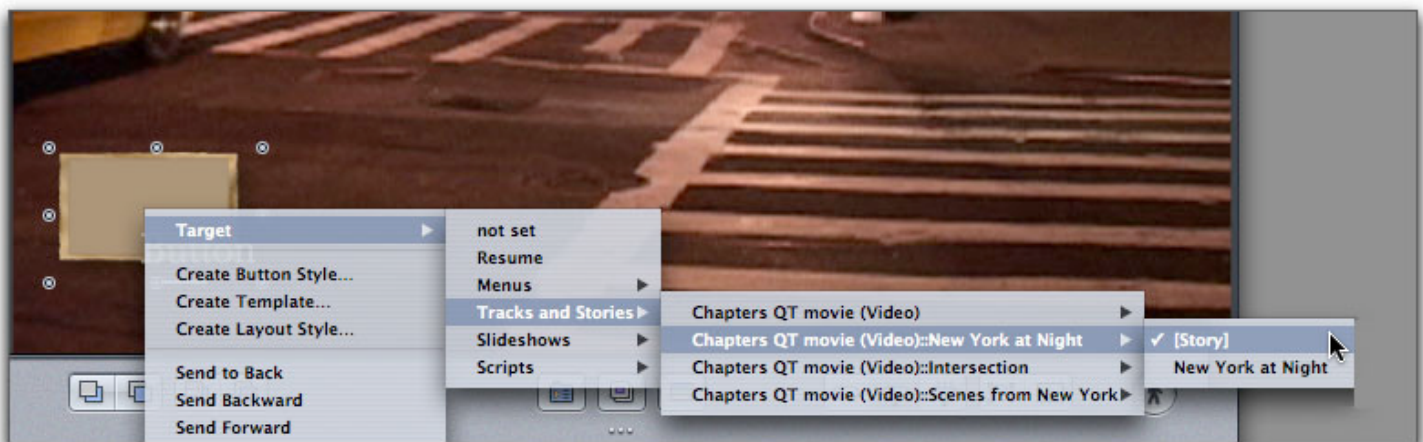 Target
button
Create Button Style...
Create Template...
Create Layout Style...
Send to Back
Send Backward
Send Forward
not set
Resume
Menus
Tracks and Stories
Slideshows
Scripts
Chapters QT movie (Video)
Chapters QT movie (Video)::New York at Night
Chapters QT movie (Video)::Intersection
Chapters QT movie (Video)::Scenes from New York
✓ [Story]
New York at Night